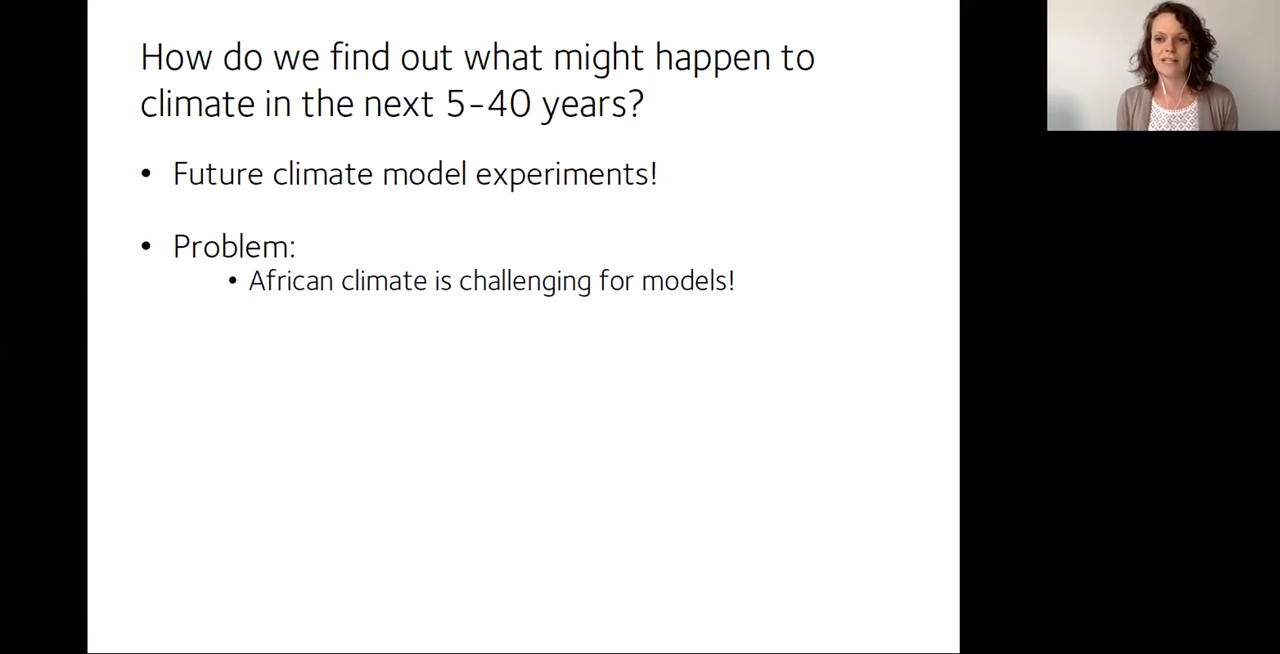 How do we find out what might happen to
climate in the next 5-40 years?
• Future climate model experiments!
• Problem:
• African climate is challenging for models!